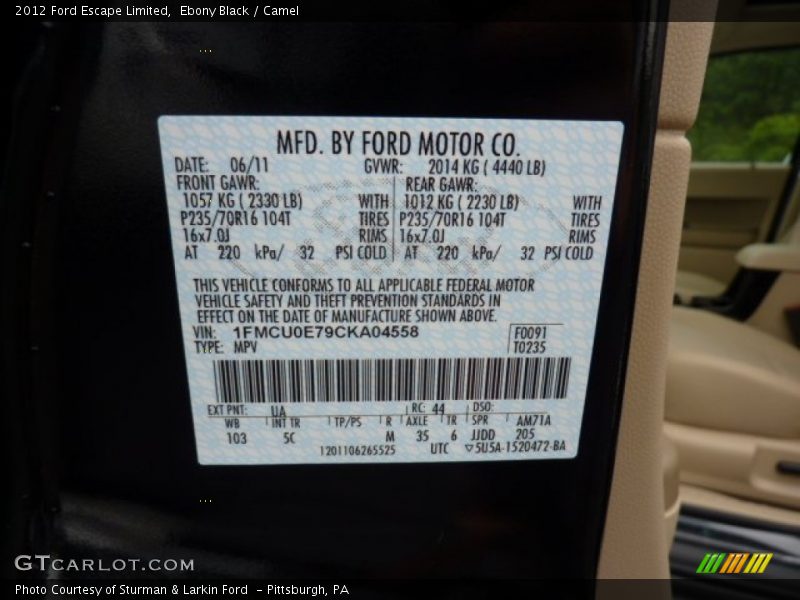 2012 Ford Escape Limited,  Ebony Black / Camel
MFD. BY FORD MOTOR CO.
DATE: 06/11 GVWR: 2014 KG ( 4440 LB)
FRONT GAWR: REAR GAWR:
1057 KG ( 2330 LB) WITH 1012 KG ( 2230 LB) WITH
P235/70R16 104T TIRES P235/70R16 104T TIRES
16x7.0J RIMS 16x7.0J RIMS
AT 220 kPa/ 32 PSI COLD AT 220 kPa/ 32 PSI COLD
THIS VEHICLE CONFORMS TO ALL APPLICABLE FEDERAL MOTOR
VEHICLE SAFETY AND THEFT PREVENTION STANDARDS IN
EFFECT ON THE DATE OF MANUFACTURE SHOWN ABOVE.
VIN: 1FMCU0E79CKA04558 F0091
TYPE: MPV T0235
EXT PNT: UA RC: 44 DSO:
WB INT TR TP/PS R AXLE TR SPR AM71A
103 5C M 35 6 JJDD 205
1201106265525 UTC ▽5U5A-1520472-BA
GTCARLOT.COM
Photo Courtesy of Sturman & Larkin Ford  - Pittsburgh, PA